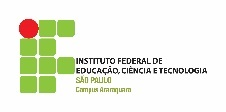 INSTITUTO FEDERAL DE
EDUCAÇÃO, CIÊNCIA E TECNOLOGIA
SÃO PAULO
Campus Araraquara